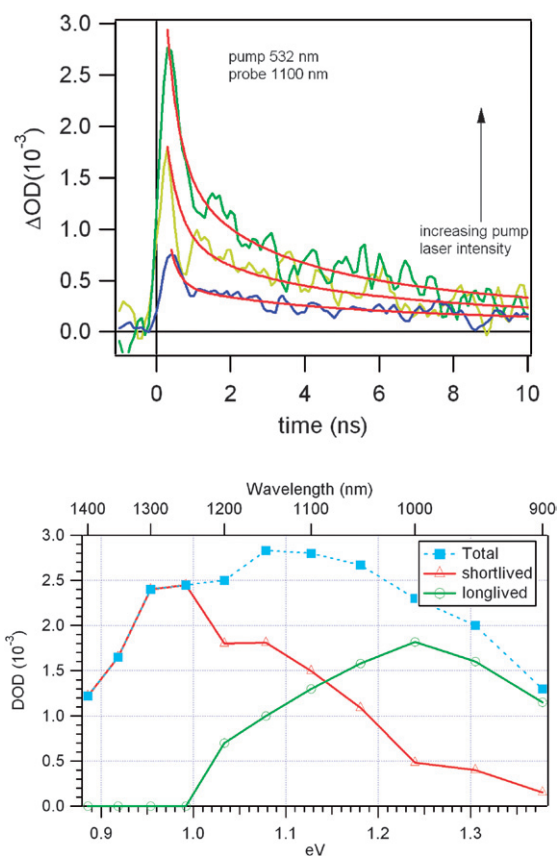 3.0
2.5
2.0
1.5
1.0
0.5
0.0
ΔOD(10⁻³)
pump 532 nm
probe 1100 nm
increasing pump
laser intensity
0 2 4 6 8 10
time (ns)
Wavelength (nm)
1400 1300 1200 1100 1000 900
3.0
2.5
2.0
1.5
1.0
0.5
0.0
DOD (10⁻³)
Total
shortlived
longlived
0.9 1.0 1.1 1.2 1.3
eV